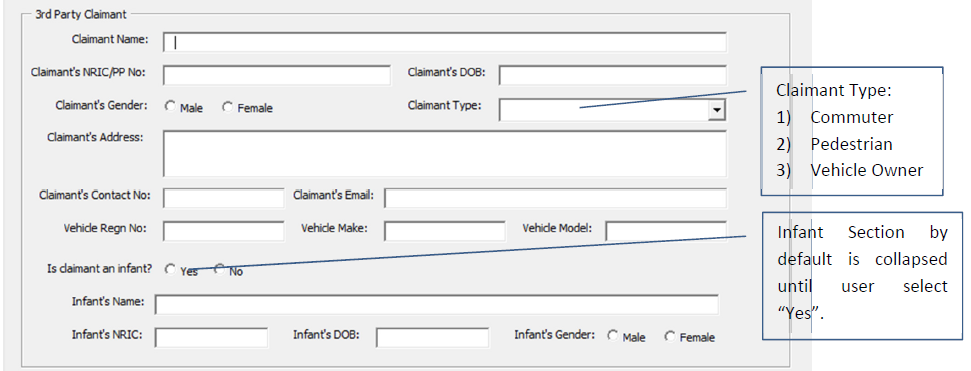 3rd Party Claimant
Claimant Name:
Claimant's NRIC/PP No: Claimant's DOB:
Claimant's Gender: Male Female Claimant Type:
Claimant's Address:
Claimant's Contact No: Claimant's Email:
Vehicle Regn No: Vehicle Make: Vehicle Model:
Is claimant an infant? Yes No
Infant's Name:
Infant's NRIC: Infant's DOB: Infant's Gender: Male Female
Claimant Type:
1) Commuter
2) Pedestrian
3) Vehicle Owner
Infant Section by
default is collapsed
until user select
“Yes”.